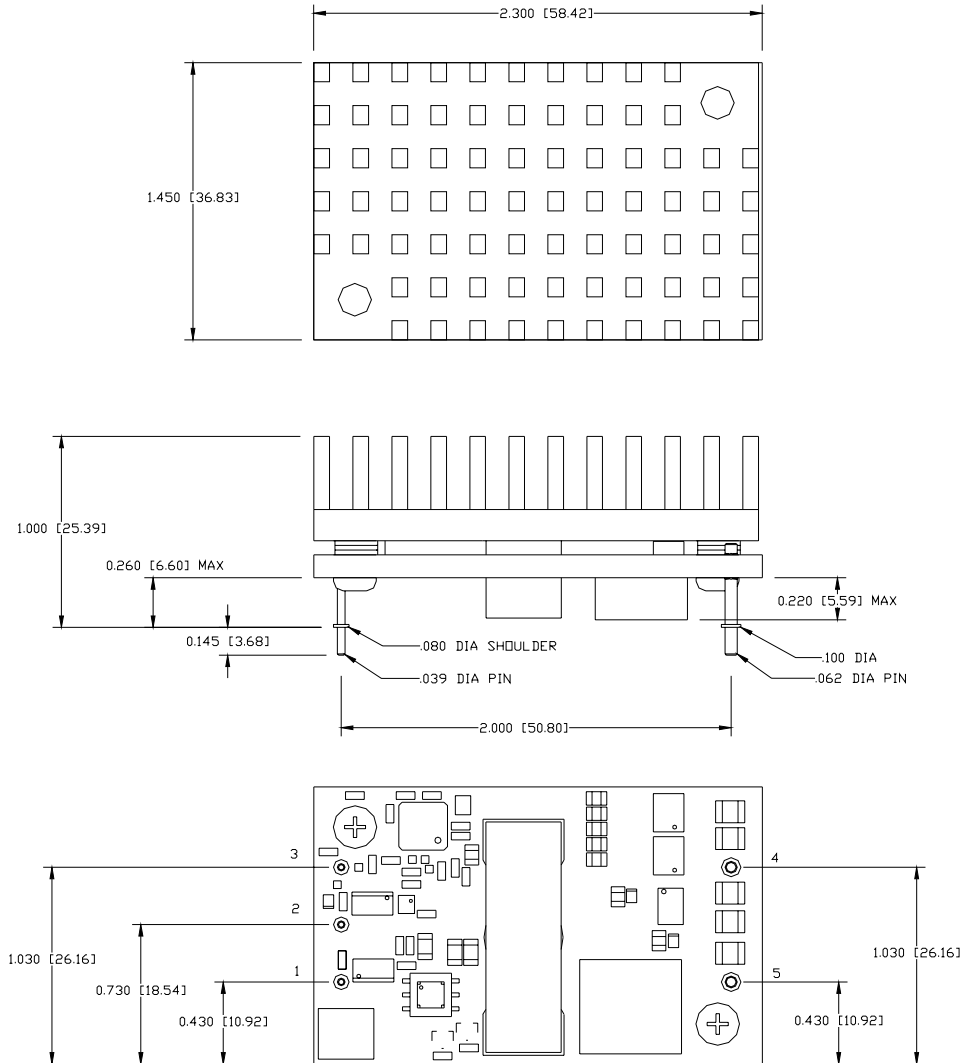 2.300 [58.42]
1.450 [36.83]
1.000 [25.39]
0.260 [6.60] MAX
0.220 [5.59] MAX
0.145 [3.68]
.080 DIA SHOULDER
.100 DIA
.039 DIA PIN
.062 DIA PIN
2.000 [50.80]
3
4
2
1.030 [26.16]
1.030 [26.16]
1
5
0.730 [18.54]
0.430 [10.92]
0.430 [10.92]